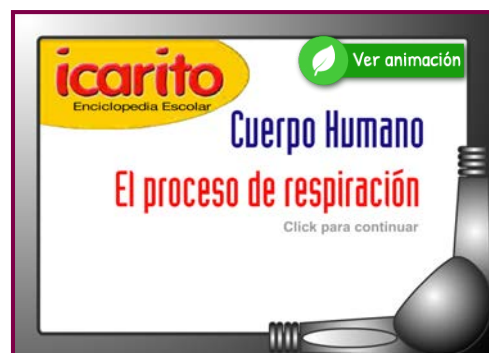 icarito
Enciclopedia Escolar
Ver animación
Cuerpo Humano
El proceso de respiración
Click para continuar